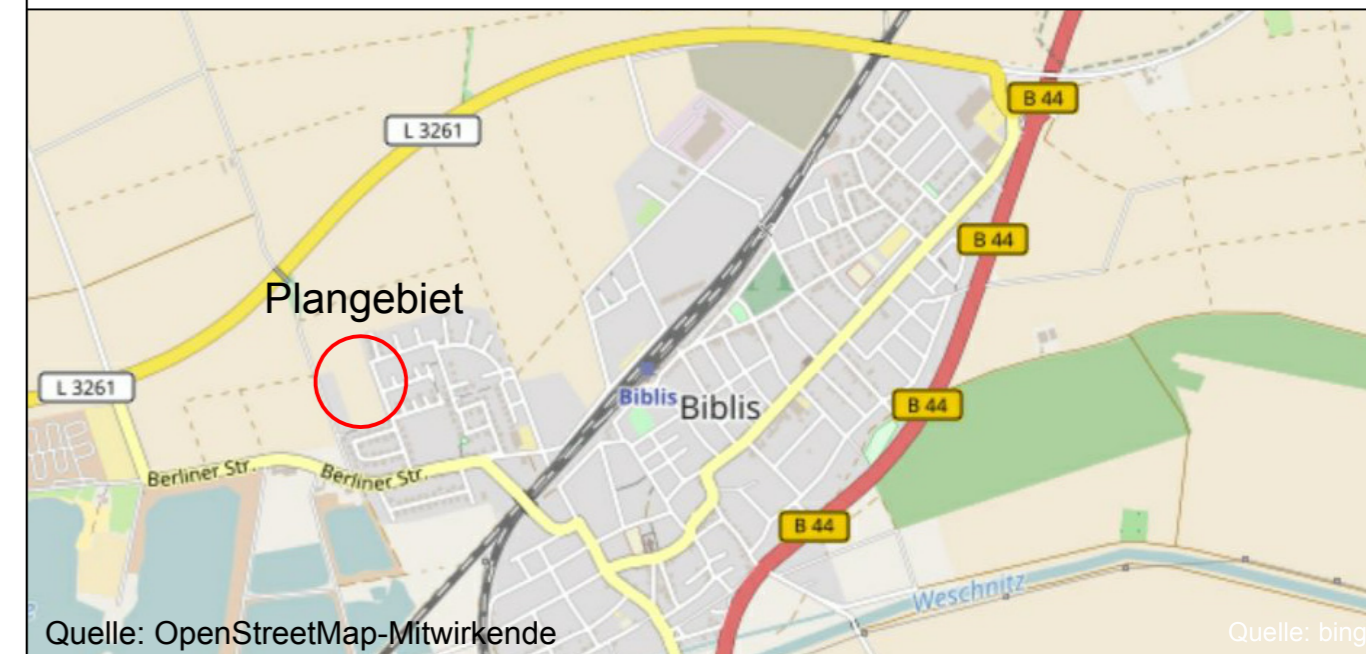 B 44
L 3261
B 44
Plangebiet
L 3261
Biblis
Biblis
B 44
Berliner Str.
Berliner Str.
B 44
Weschnitz
Quelle: OpenStreetMap-Mitwirkende
Quelle: bing